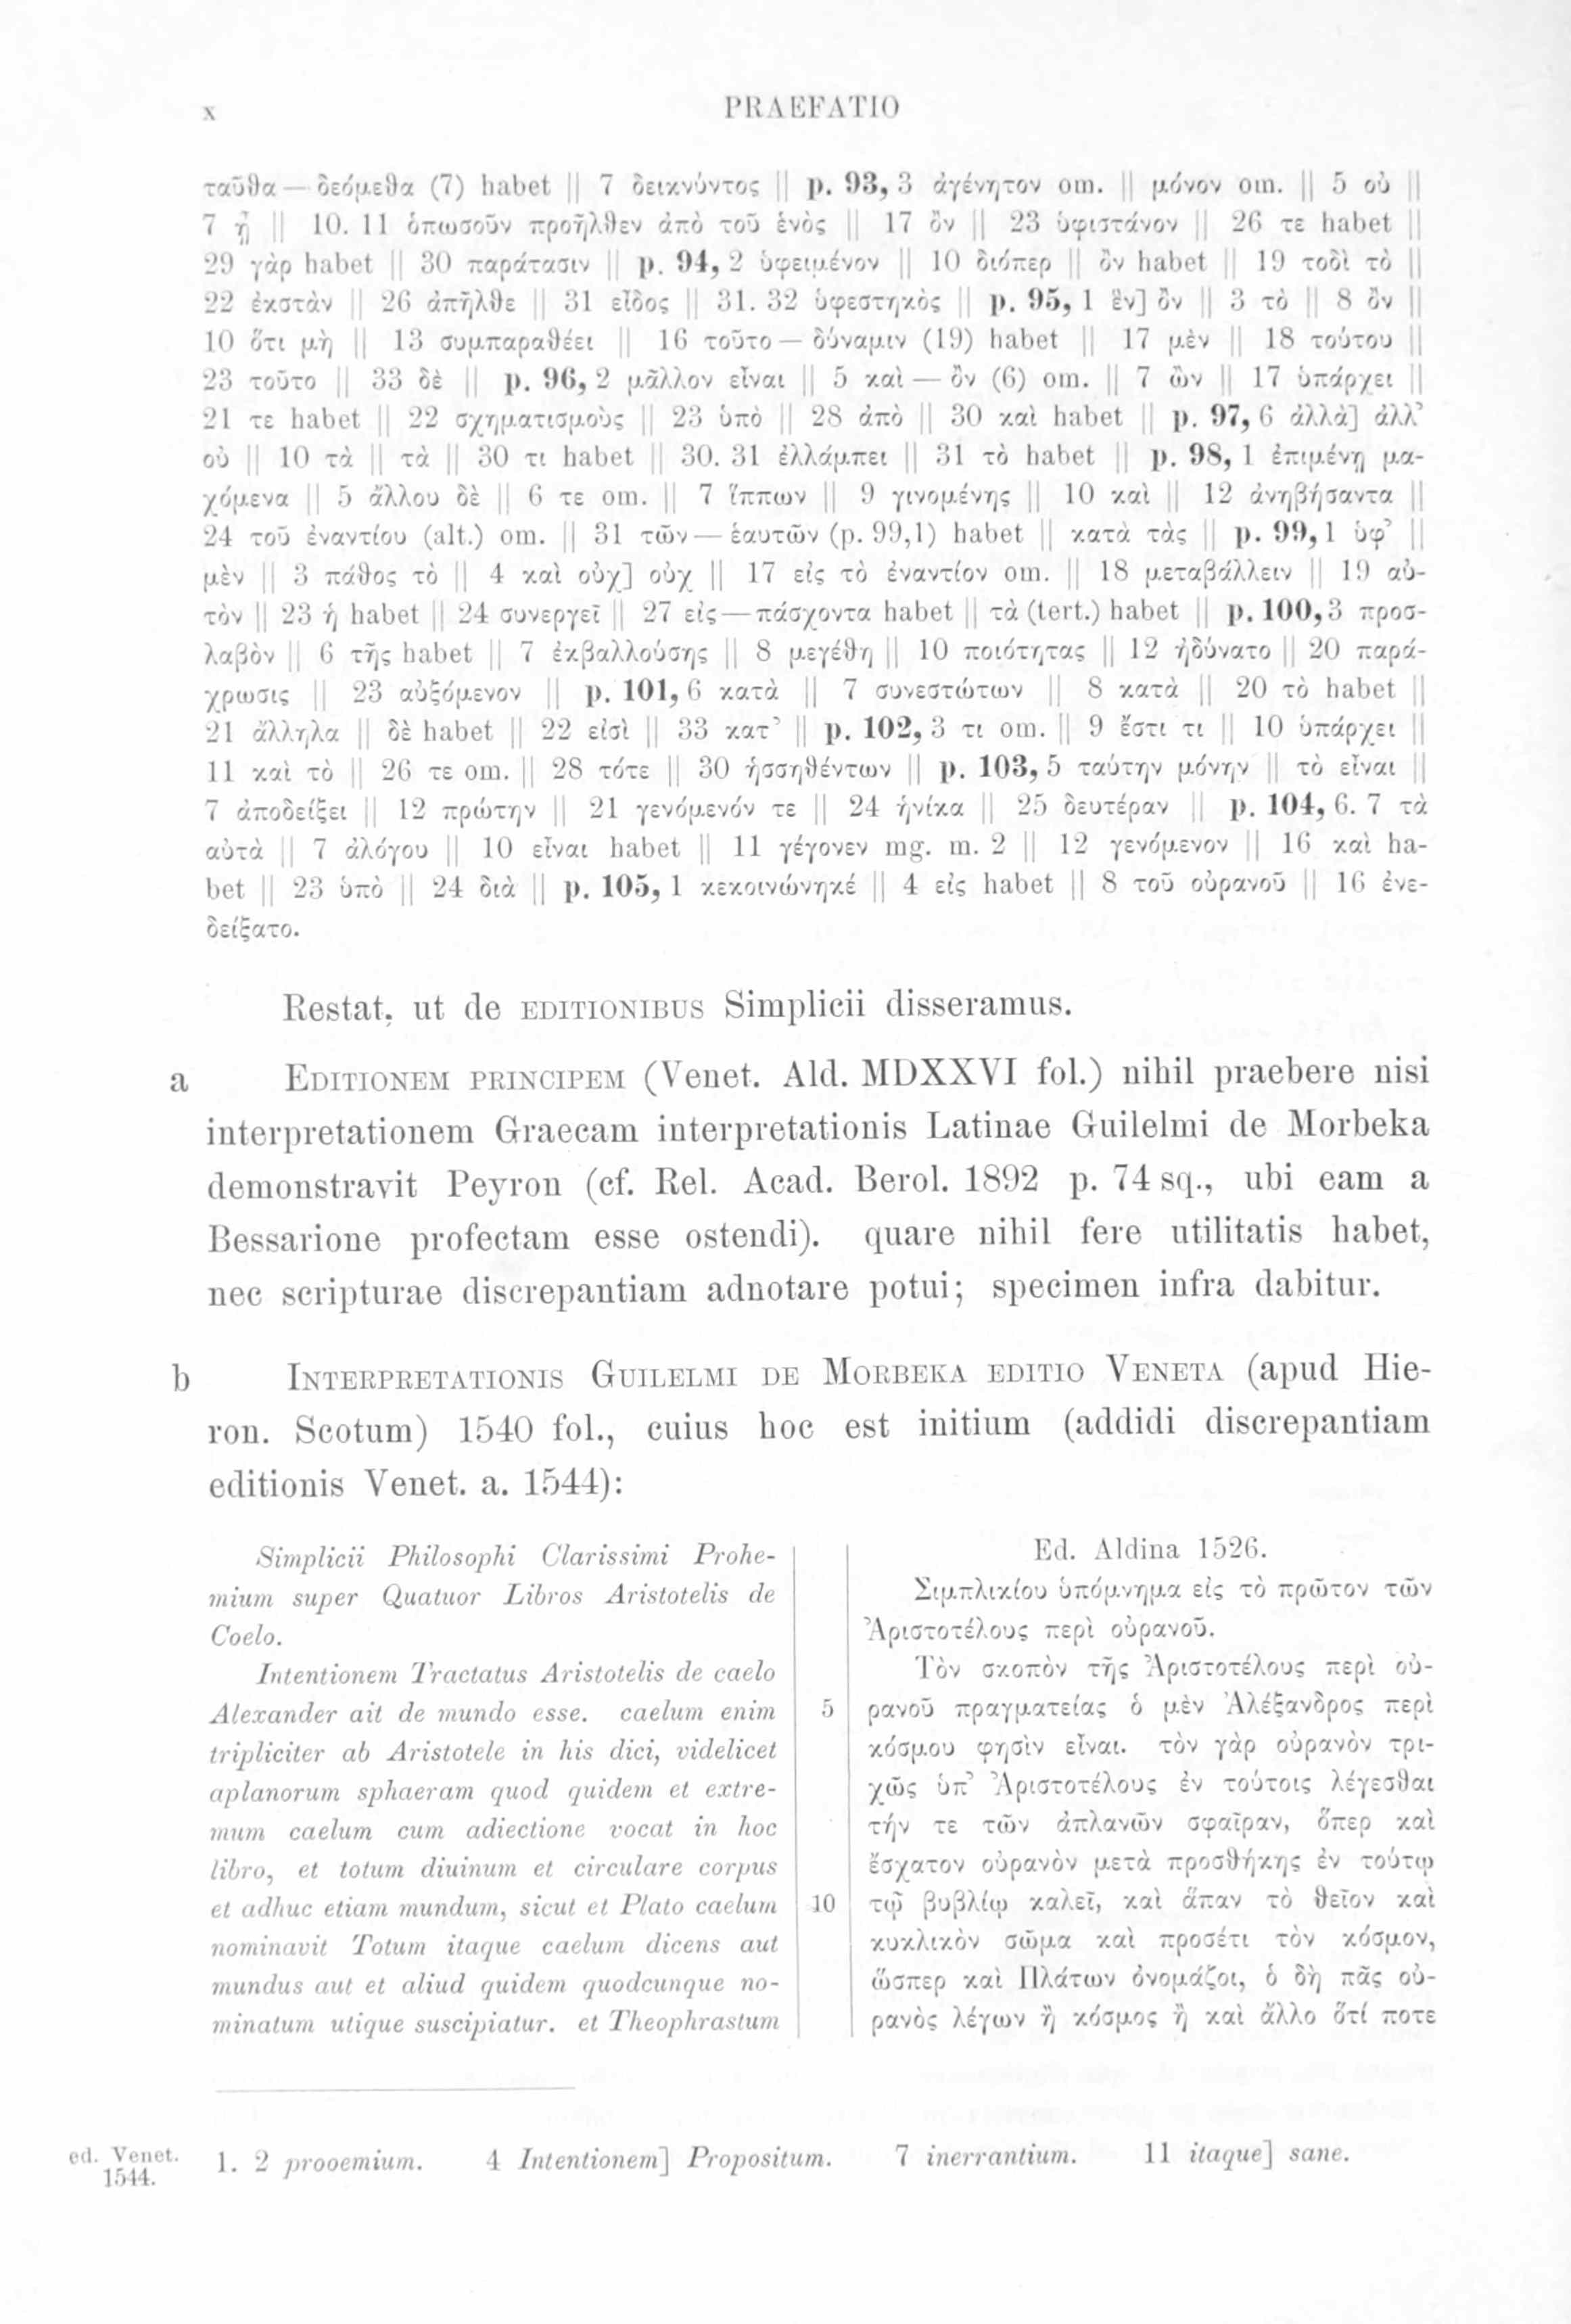 x PRAEFATIO
ταῦθα — δεόμεθα (7) habet || 7 δεικνύντος || p. 93, 3 ἀγένητον om. || μόνον om. || 5 οὐ ||
7 ᾗ || 10. 11 ὁπωσοῦν προῆλθεν ἀπὸ τοῦ ἑνὸς || 17 ὂν || 23 ὑφιστάνον || 26 τε habet ||
29 γὰρ habet || 30 παράτασιν || p. 94, 2 ὑφειμένον || 10 διόπερ || ὂν habet || 19 τοδὶ τὸ ||
22 ἐκστὰν || 26 ἀπῆλθε || 31 εἶδος || 31. 32 ὑφεστηκὸς || p. 95, 1 ἓν] ὂν || 3 τὸ || 8 ὂν ||
10 ὅτι μὴ || 13 συμπαραθέει || 16 τοῦτο — δύναμιν (19) habet || 17 μὲν || 18 τούτου ||
23 τοῦτο || 33 δὲ || p. 96, 2 μᾶλλον εἶναι || 5 καὶ — ὂν (6) om. || 7 ὢν || 17 ὑπάρχει ||
21 τε habet || 22 σχηματισμοὺς || 23 ὑπὸ || 28 ἀπὸ || 30 καὶ habet || p. 97, 6 ἀλλὰ] ἀλλ’
οὐ || 10 τὰ || τὰ || 30 τι habet || 30. 31 ἐλλάμπει || 31 τὸ habet || p. 98, 1 ἐπιμένῃ μα-
χόμενα || 5 ἄλλου δὲ || 6 τε om. || 7 ἵππων || 9 γινομένης || 10 καὶ || 12 ἀνηβήσαντα ||
24 τοῦ ἐναντίου (alt.) om. || 31 τῶν — ἑαυτῶν (p. 99,1) habet || κατὰ τὰς || p. 99, 1 ὑφ’ ||
μὲν || 3 πάθος τὸ || 4 καὶ οὐχ] οὐχ || 17 εἰς τὸ ἐναντίον om. || 18 μεταβάλλειν || 19 αὐ-
τὸν || 23 ἡ habet || 24 συνεργεῖ || 27 εἰς — πάσχοντα habet || τὰ (tert.) habet || p. 100, 3 προσ-
λαβὸν || 6 τῆς habet || 7 ἐκβαλλούσης || 8 μεγέθη || 10 ποιότητας || 12 ἠδύνατο || 20 παρά-
χρωσις || 23 αὐξόμενον || p. 101, 6 κατὰ || 7 συνεστώτων || 8 κατὰ || 20 τὸ habet ||
21 ἄλληλα || δὲ habet || 22 εἰσὶ || 33 κατ’ || p. 102, 3 τι om. || 9 ἔστι τι || 10 ὑπάρχει ||
11 καὶ τὸ || 26 τε om. || 28 τότε || 30 ἡσσηθέντων || p. 103, 5 ταύτην μόνην || τὸ εἶναι ||
7 ἀποδείξει || 12 πρώτην || 21 γενόμενόν τε || 24 ἡνίκα || 25 δευτέραν || p. 104, 6. 7 τὰ
αὐτὰ || 7 ἀλόγου || 10 εἶναι habet || 11 γέγονεν mg. m. 2 || 12 γενόμενον || 16 καὶ ha-
bet || 23 ὑπὸ || 24 διὰ || p. 105, 1 κεκοινώνηκέ || 4 εἰς habet || 8 τοῦ οὐρανοῦ || 16 ἐνε-
δείξατο.
Restat, ut de EDITIONIBUS Simplicii disseramus.
a EDITIONEM PRINCIPEM (Venet. Ald. MDXXVI fol.) nihil praebere nisi
interpretationem Graecam interpretationis Latinae Guilelmi de Morbeka
demonstravit Peyron (cf. Rel. Acad. Berol. 1892 p. 74 sq., ubi eam a
Bessarione profectam esse ostendi). quare nihil fere utilitatis habet,
nec scripturae discrepantiam adnotare potui; specimen infra dabitur.
b INTERPRETATIONIS GUILELMI DE MORBEKA EDITIO VENETA (apud Hie-
ron. Scotum) 1540 fol., cuius hoc est initium (addidi discrepantiam
editionis Venet. a. 1544):
Simplicii Philosophi Clarissimi Prohe-
mium super Quatuor Libros Aristotelis de
Coelo.
Intentionem Tractatus Aristotelis de caelo
Alexander ait de mundo esse. caelum enim 5
tripliciter ab Aristotele in his dici, videlicet
aplanorum sphaeram quod quidem et extre-
mum caelum cum adiectione vocat in hoc
libro, et totum diuinum et circulare corpus
et adhuc etiam mundum, sicut et Plato caelum 10
nominavit Totum itaque caelum dicens aut
mundus aut et aliud quidem quodcunque no-
minatum utique suscipiatur. et Theophrastum
Ed. Aldina 1526.
Σιμπλικίου ὑπόμνημα εἰς τὸ πρῶτον τῶν
Ἀριστοτέλους περὶ οὐρανοῦ.
Τὸν σκοπὸν τῆς Ἀριστοτέλους περὶ οὐ-
ρανοῦ πραγματείας ὁ μὲν Ἀλέξανδρος περὶ
κόσμου φησὶν εἶναι. τὸν γὰρ οὐρανὸν τρι-
χῶς ὑπ’ Ἀριστοτέλους ἐν τούτοις λέγεσθαι
τήν τε τῶν ἀπλανῶν σφαῖραν, ὅπερ καὶ
ἔσχατον οὐρανὸν μετὰ προσθήκης ἐν τούτῳ
τῷ βυβλίῳ καλεῖ, καὶ ἅπαν τὸ θεῖον καὶ
κυκλικὸν σῶμα καὶ προσέτι τὸν κόσμον,
ὥσπερ καὶ Πλάτων ὀνομάζοι, ὁ δὴ πᾶς οὐ-
ρανὸς λέγων ἢ κόσμος ἢ καὶ ἄλλο ὅτί ποτε
ed. Venet. 1544. 1. 2 prooemium. 4 Intentionem] Propositum. 7 inerrantium. 11 itaque] sane.